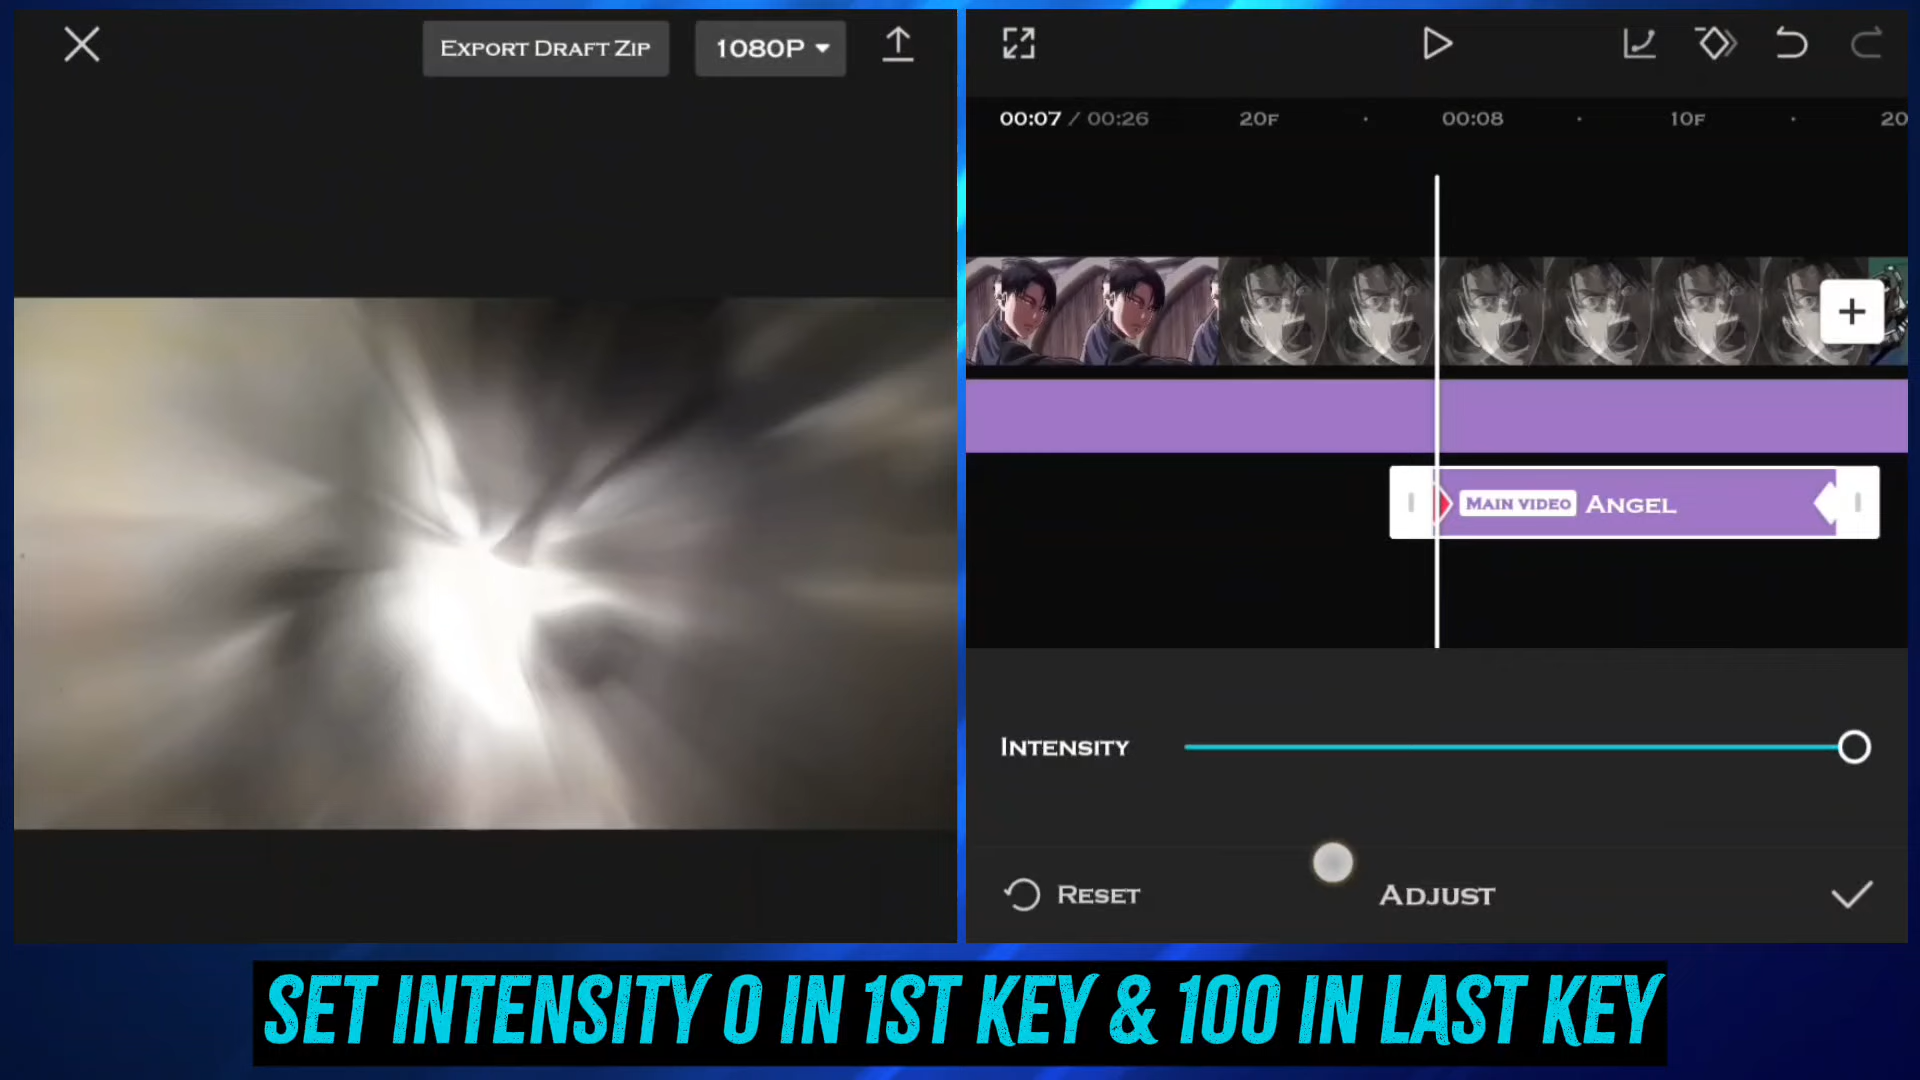 EXPORT DRAFT ZIP
1080P
00:07 / 00:26
20F
00:08
10F
20
MAIN VIDEO
ANGEL
INTENSITY
RESET
ADJUST
SET INTENSITY 0 IN 1ST KEY & 100 IN LAST KEY